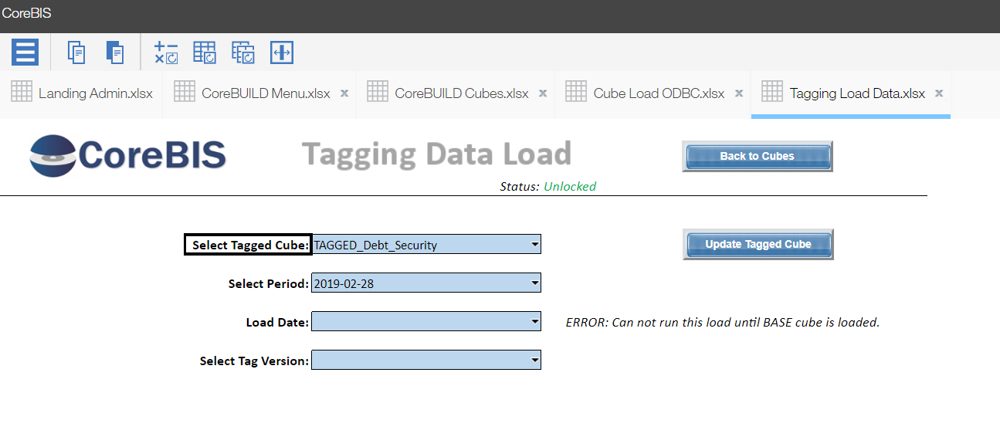 CoreBIS
Landing Admin.xlsx
CoreBUILD Menu.xlsx
CoreBUILD Cubes.xlsx
Cube Load ODBC.xlsx
Tagging Load Data.xlsx
CoreBIS
Tagging Data Load
Back to Cubes
Status: Unlocked
Select Tagged Cube: TAGGED_Debt_Security
Update Tagged Cube
Select Period: 2019-02-28
Load Date:
ERROR: Can not run this load until BASE cube is loaded.
Select Tag Version: